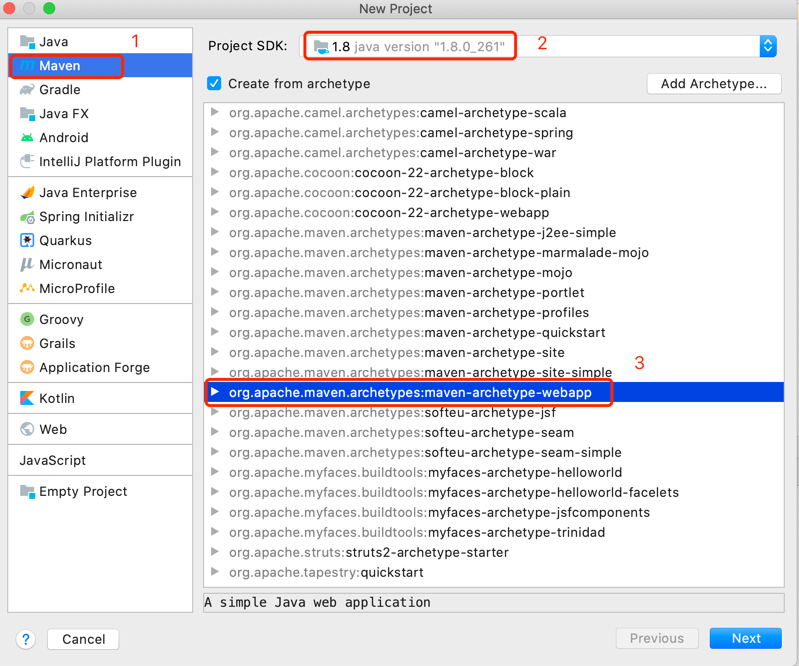 New Project
Java
1
Maven
Gradle
Java FX
Android
IntelliJ Platform Plugin
Java Enterprise
Spring Initializr
Quarkus
Micronaut
MicroProfile
Groovy
Grails
Application Forge
Kotlin
Web
JavaScript
Empty Project
Project SDK: 1.8 java version "1.8.0_261" 2
Create from archetype Add Archetype...
org.apache.camel.archetypes:camel-archetype-scala
org.apache.camel.archetypes:camel-archetype-spring
org.apache.camel.archetypes:camel-archetype-war
org.apache.cocoon:cocoon-22-archetype-block
org.apache.cocoon:cocoon-22-archetype-block-plain
org.apache.cocoon:cocoon-22-archetype-webapp
org.apache.maven.archetypes:maven-archetype-j2ee-simple
org.apache.maven.archetypes:maven-archetype-marmalade-mojo
org.apache.maven.archetypes:maven-archetype-mojo
org.apache.maven.archetypes:maven-archetype-portlet
org.apache.maven.archetypes:maven-archetype-profiles
org.apache.maven.archetypes:maven-archetype-quickstart
org.apache.maven.archetypes:maven-archetype-site
org.apache.maven.archetypes:maven-archetype-site-simple
3
org.apache.maven.archetypes:maven-archetype-webapp
org.apache.maven.archetypes:softeu-archetype-jsf
org.apache.maven.archetypes:softeu-archetype-seam
org.apache.maven.archetypes:softeu-archetype-seam-simple
org.apache.myfaces.buildtools:myfaces-archetype-helloworld
org.apache.myfaces.buildtools:myfaces-archetype-helloworld-facelets
org.apache.myfaces.buildtools:myfaces-archetype-jsfcomponents
org.apache.myfaces.buildtools:myfaces-archetype-trinidad
org.apache.struts:struts2-archetype-starter
org.apache.tapestry:quickstart
A simple Java web application
? Cancel Previous Next